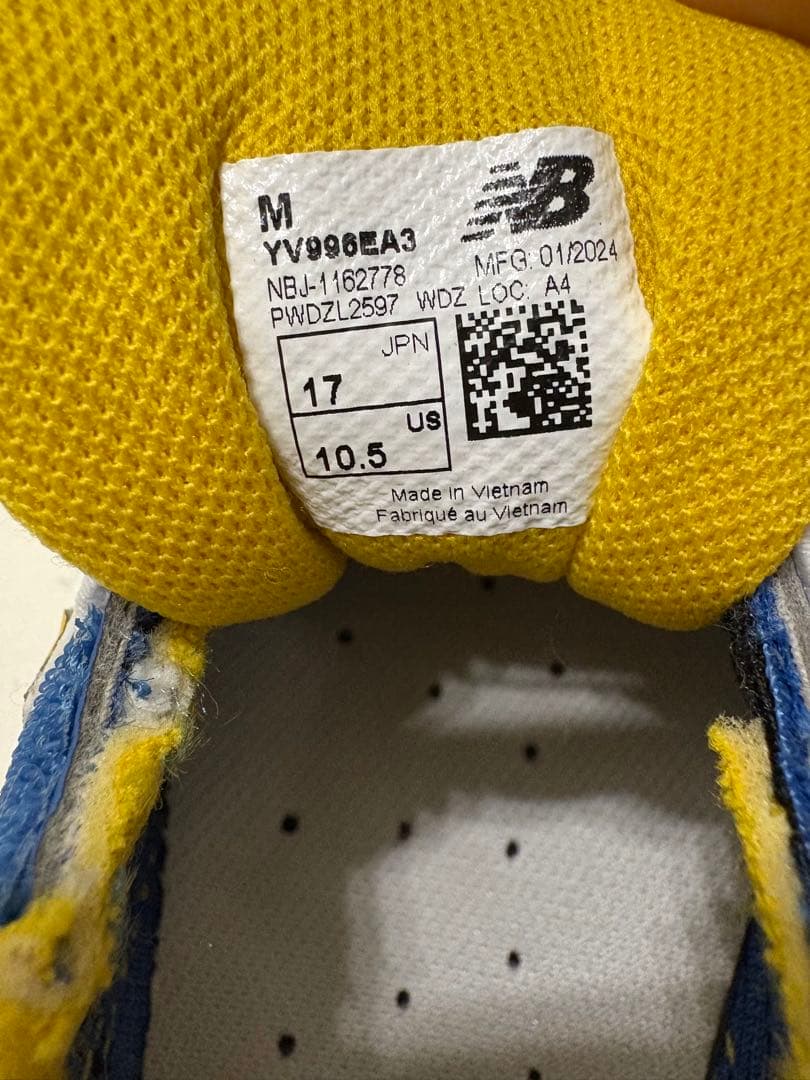 M
NB
YV996EA3
NBJ-1162778
MFG: 01/2024
PWDZL2597 WDZ LOC: A4
JPN
17
US
10.5
Made in Vietnam
Fabriqué au Vietnam